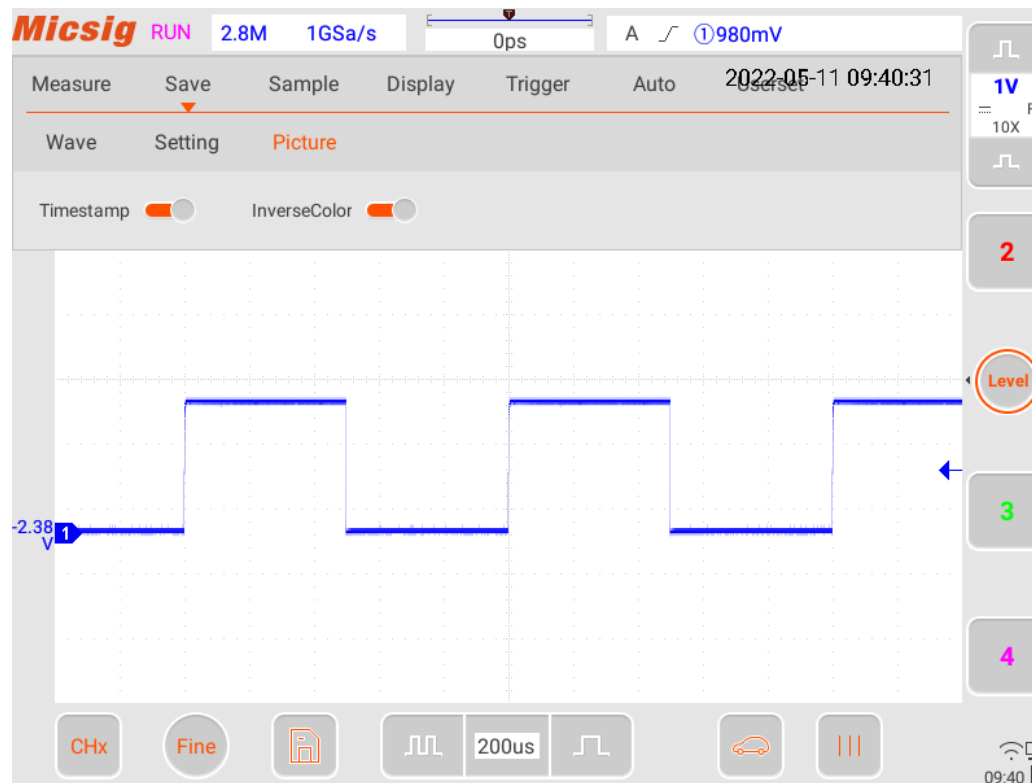 Micsig RUN 2.8M 1GSa/s 0ps A ①980mV
Measure Save Sample Display Trigger Auto Userset 2022-05-11 09:40:31
1V
10X
Wave Setting Picture
Timestamp InverseColor
2
Level
-2.38
V
1
3
4
CHx Fine 200us
09:40